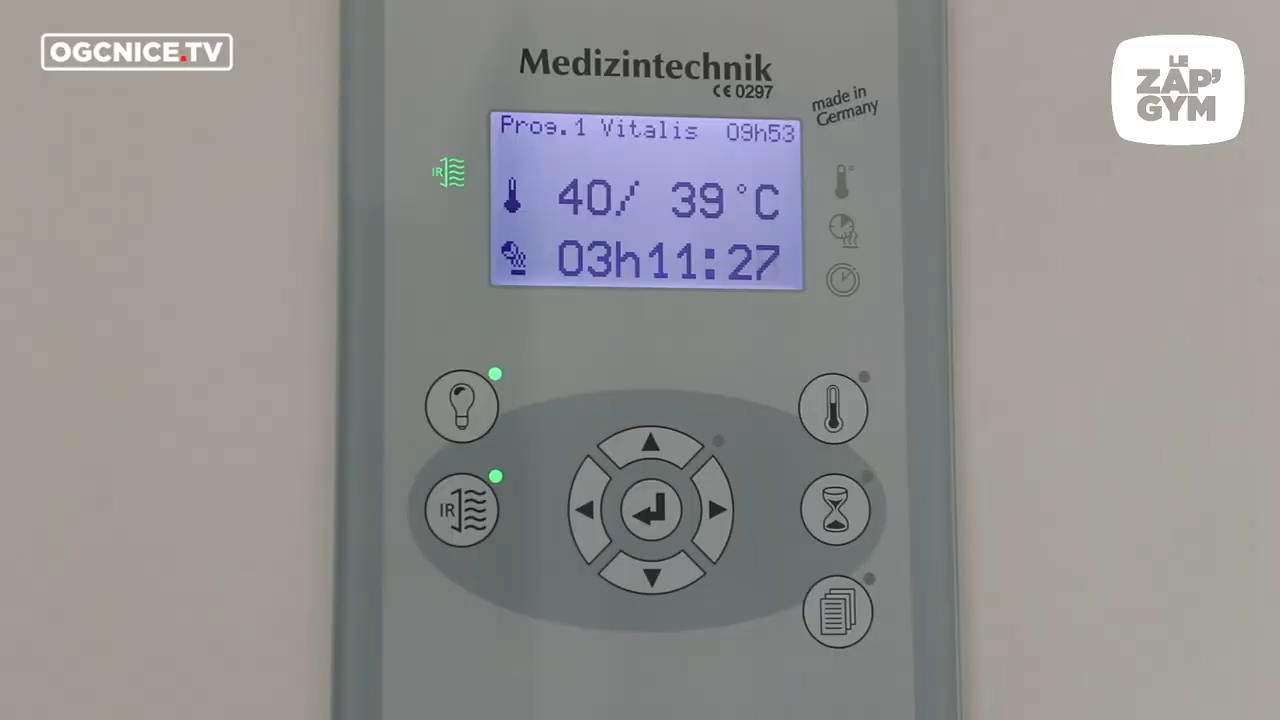 OGCNICE.TV
LE
ZAP'
GYM
Medizintechnik
CE 0297
made in
Germany
Prog.1 Vitalis 09h53
IR
40/ 39°C
03h11:27
IR